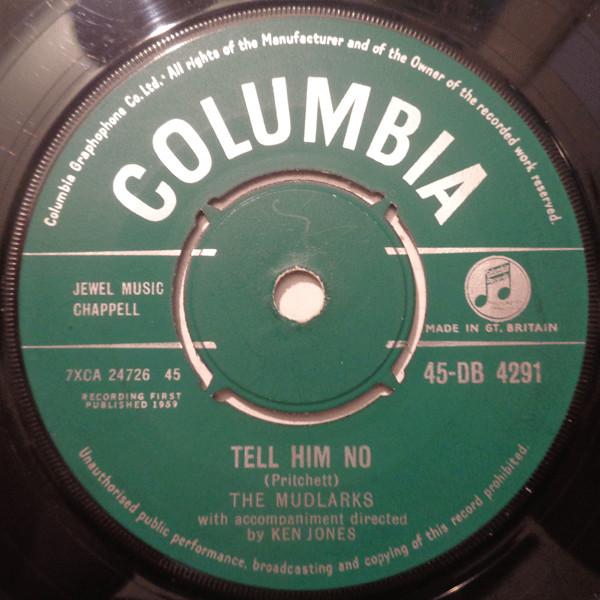 Columbia Graphophone Co. Ltd. · All rights of the Manufacturer and of the Owner of the recorded work reserved.
COLUMBIA
JEWEL MUSIC
CHAPPELL
MADE IN GT. BRITAIN
7XCA 24726 45
45-DB 4291
RECORDING FIRST
PUBLISHED 1959
TELL HIM NO
(Pritchett)
THE MUDLARKS
with accompaniment directed
by KEN JONES
Unauthorised public performance, broadcasting and copying of this record prohibited.